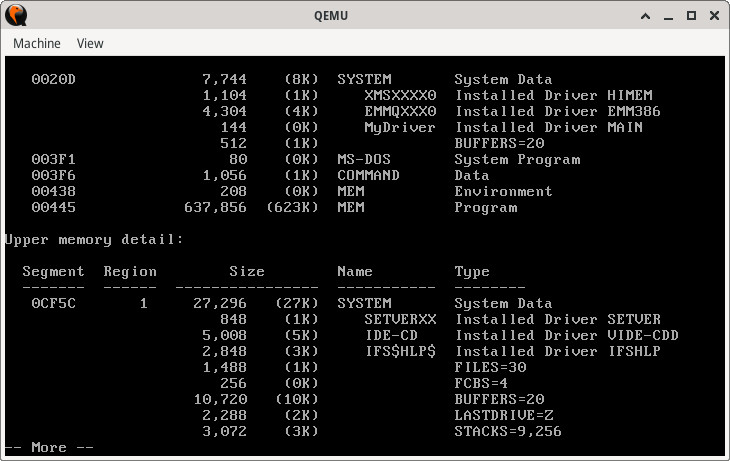 QEMU
Machine View
0020D 7,744 (8K) SYSTEM System Data
1,104 (1K) XMSXXXX0 Installed Driver HIMEM
4,304 (4K) EMMQXXX0 Installed Driver EMM386
144 (0K) MyDriver Installed Driver MAIN
512 (1K) BUFFERS=20
003F1 80 (0K) MS-DOS System Program
003F6 1,056 (1K) COMMAND Data
00438 208 (0K) MEM Environment
00445 637,856 (623K) MEM Program
Upper memory detail:
Segment Region Size Name Type
------- ------ ---------------- ----------- --------
0CF5C 1 27,296 (27K) SYSTEM System Data
848 (1K) SETVERXX Installed Driver SETVER
5,008 (5K) IDE-CD Installed Driver VIDE-CDD
2,848 (3K) IFS$HLP$ Installed Driver IFSHLP
1,488 (1K) FILES=30
256 (0K) FCBS=4
10,720 (10K) BUFFERS=20
2,288 (2K) LASTDRIVE=Z
3,072 (3K) STACKS=9,256
-- More --